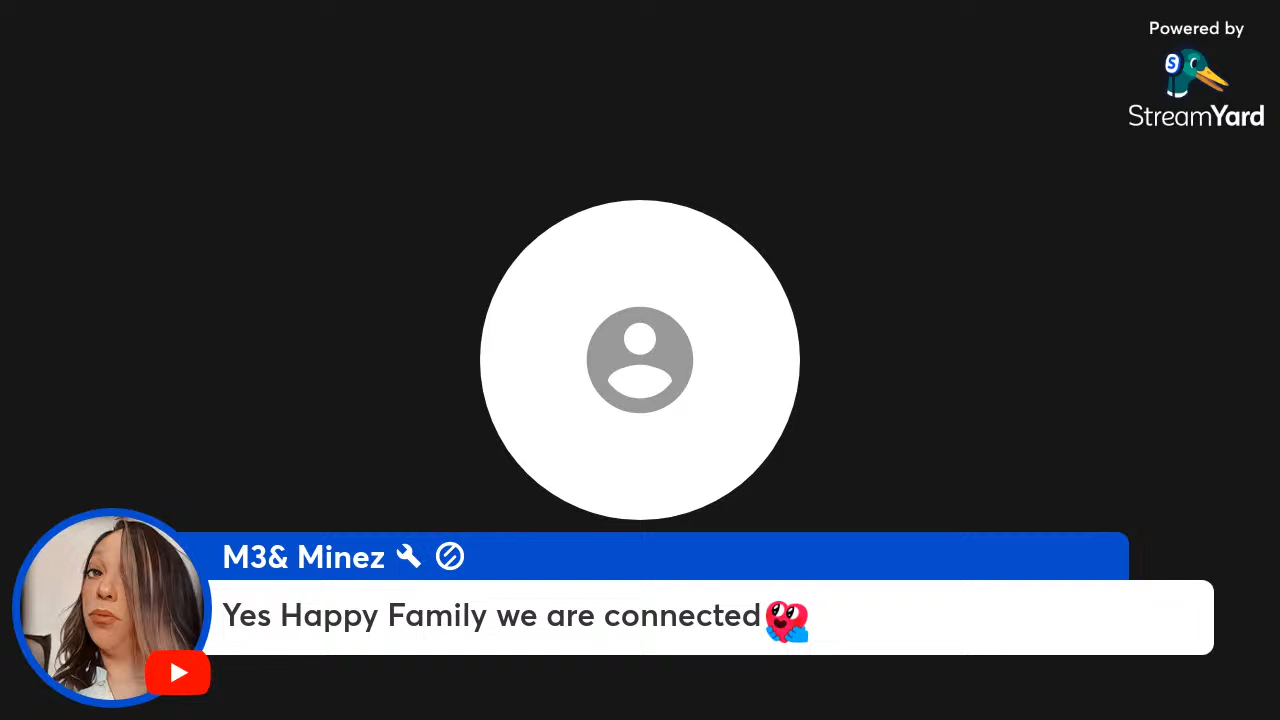 Powered by
S
StreamYard
M3& Minez
Yes Happy Family we are connected